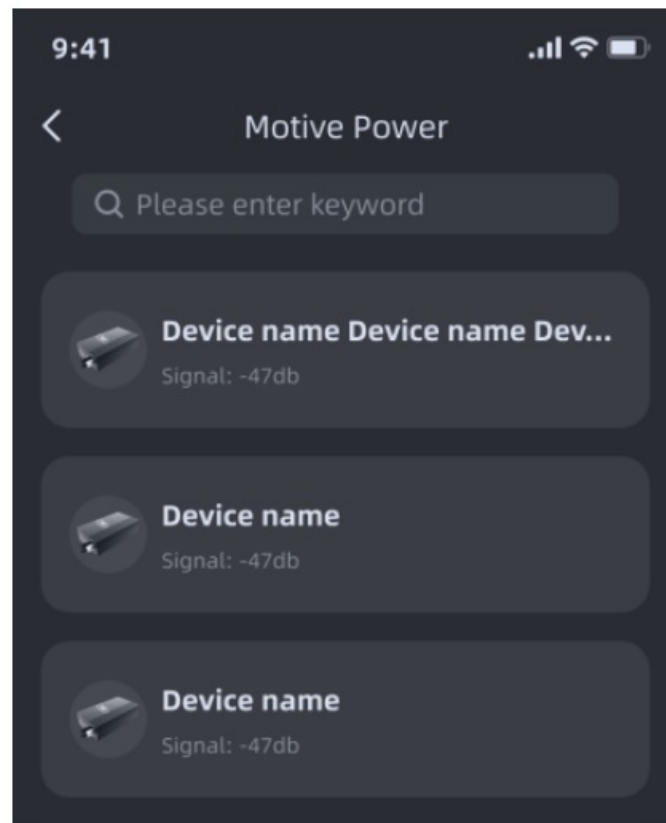 9:41
Motive Power
Please enter keyword
Device name Device name Dev...
Signal: -47db
Device name
Signal: -47db
Device name
Signal: -47db